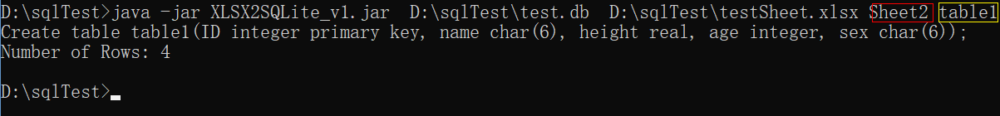 D:\sqlTest>java -jar XLSX2SQLite_v1.jar  D:\sqlTest\test.db  D:\sqlTest\testSheet.xlsx Sheet2 table1
Create table table1(ID integer primary key, name char(6), height real, age integer, sex char(6));
Number of Rows: 4
D:\sqlTest>